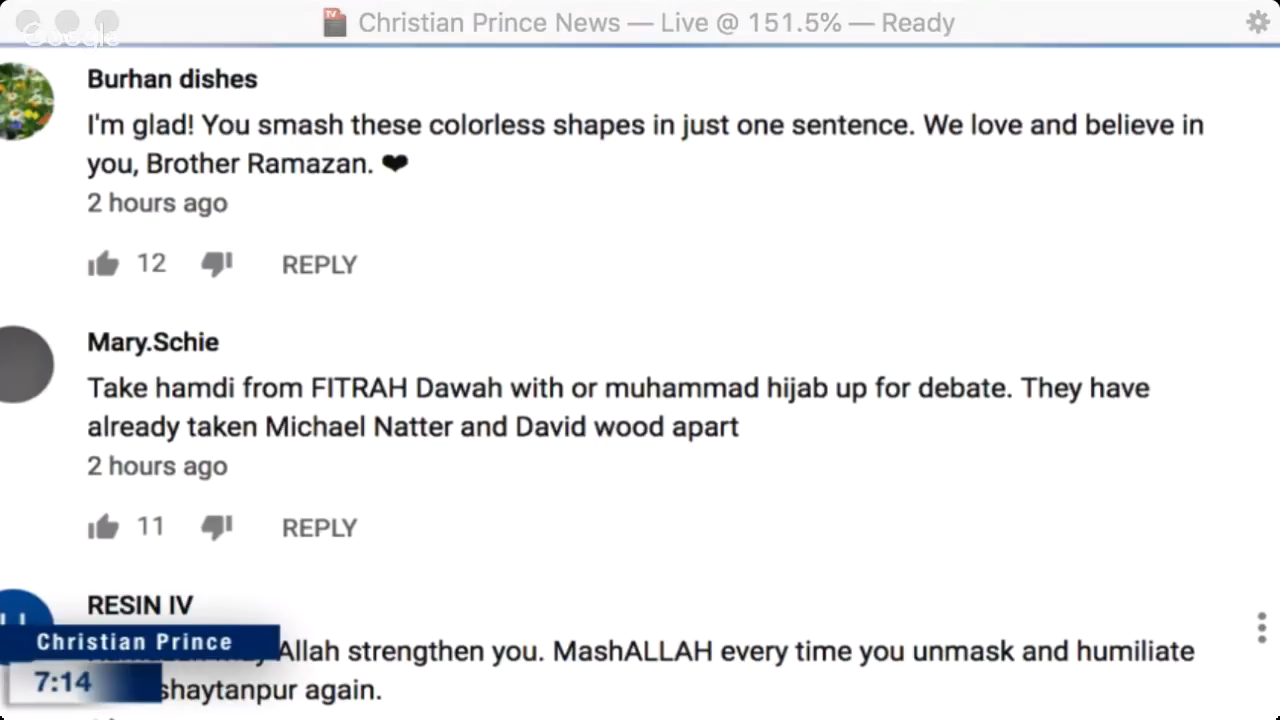 Christian Prince News — Live @ 151.5% — Ready
Google
Burhan dishes
I'm glad! You smash these colorless shapes in just one sentence. We love and believe in
you, Brother Ramazan. ❤
2 hours ago
12 REPLY
Mary.Schie
Take hamdi from FITRAH Dawah with or muhammad hijab up for debate. They have
already taken Michael Natter and David wood apart
2 hours ago
11 REPLY
RESIN IV
Allah strengthen you. MashALLAH every time you unmask and humiliate
shaytanpur again.
Christian Prince
7:14